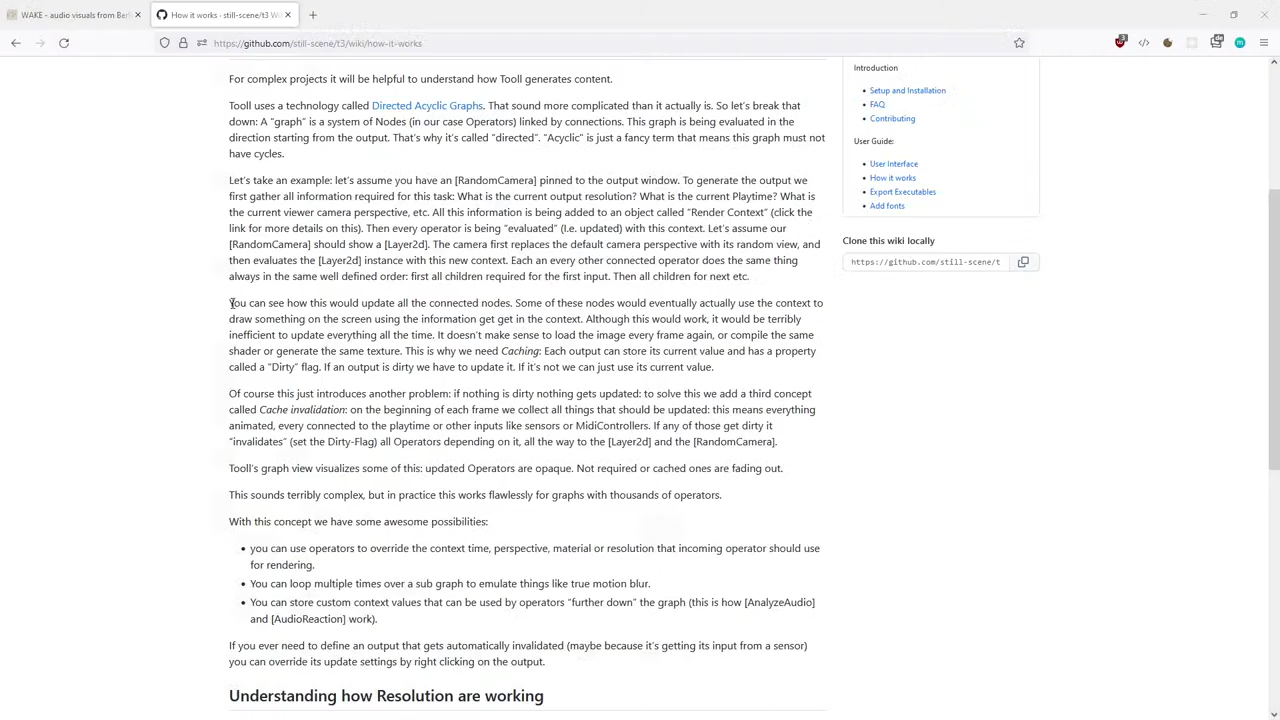 WAKE - audio visuals from Berl
How it works · still-scene/t3 Wi
https://github.com/still-scene/t3/wiki/how-it-works
For complex projects it will be helpful to understand how Tooll generates content.
Tooll uses a technology called Directed Acyclic Graphs. That sound more complicated than it actually is. So let's break that
down: A “graph” is a system of Nodes (in our case Operators) linked by connections. This graph is being evaluated in the
direction starting from the output. That's why it's called “directed”. “Acyclic” is just a fancy term that means this graph must not
have cycles.
Let's take an example: let's assume you have an [RandomCamera] pinned to the output window. To generate the output we
first gather all information required for this task: What is the current output resolution? What is the current Playtime? What is
the current viewer camera perspective, etc. All this information is being added to an object called “Render Context” (click the
link for more details on this). Then every operator is being “evaluated” (I.e. updated) with this context. Let's assume our
[RandomCamera] should show a [Layer2d]. The camera first replaces the default camera perspective with its random view, and
then evaluates the [Layer2d] instance with this new context. Each an every other connected operator does the same thing
always in the same well defined order: first all children required for the first input. Then all children for next etc.
You can see how this would update all the connected nodes. Some of these nodes would eventually actually use the context to
draw something on the screen using the information get get in the context. Although this would work, it would be terribly
inefficient to update everything all the time. It doesn't make sense to load the image every frame again, or compile the same
shader or generate the same texture. This is why we need Caching: Each output can store its current value and has a property
called a “Dirty” flag. If an output is dirty we have to update it. If it's not we can just use its current value.
Of course this just introduces another problem: if nothing is dirty nothing gets updated: to solve this we add a third concept
called Cache invalidation: on the beginning of each frame we collect all things that should be updated: this means everything
animated, every connected to the playtime or other inputs like sensors or MidiControllers. If any of those get dirty it
“invalidates” (set the Dirty-Flag) all Operators depending on it, all the way to the [Layer2d] and the [RandomCamera].
Tooll's graph view visualizes some of this: updated Operators are opaque. Not required or cached ones are fading out.
This sounds terribly complex, but in practice this works flawlessly for graphs with thousands of operators.
With this concept we have some awesome possibilities:
• you can use operators to override the context time, perspective, material or resolution that incoming operator should use
for rendering.
• You can loop multiple times over a sub graph to emulate things like true motion blur.
• You can store custom context values that can be used by operators “further down” the graph (this is how [AnalyzeAudio]
and [AudioReaction] work).
If you ever need to define an output that gets automatically invalidated (maybe because it's getting its input from a sensor)
you can override its update settings by right clicking on the output.
Understanding how Resolution are working
Introduction
• Setup and Installation
• FAQ
• Contributing
User Guide:
• User Interface
• How it works
• Export Executables
• Add fonts
Clone this wiki locally
https://github.com/still-scene/t